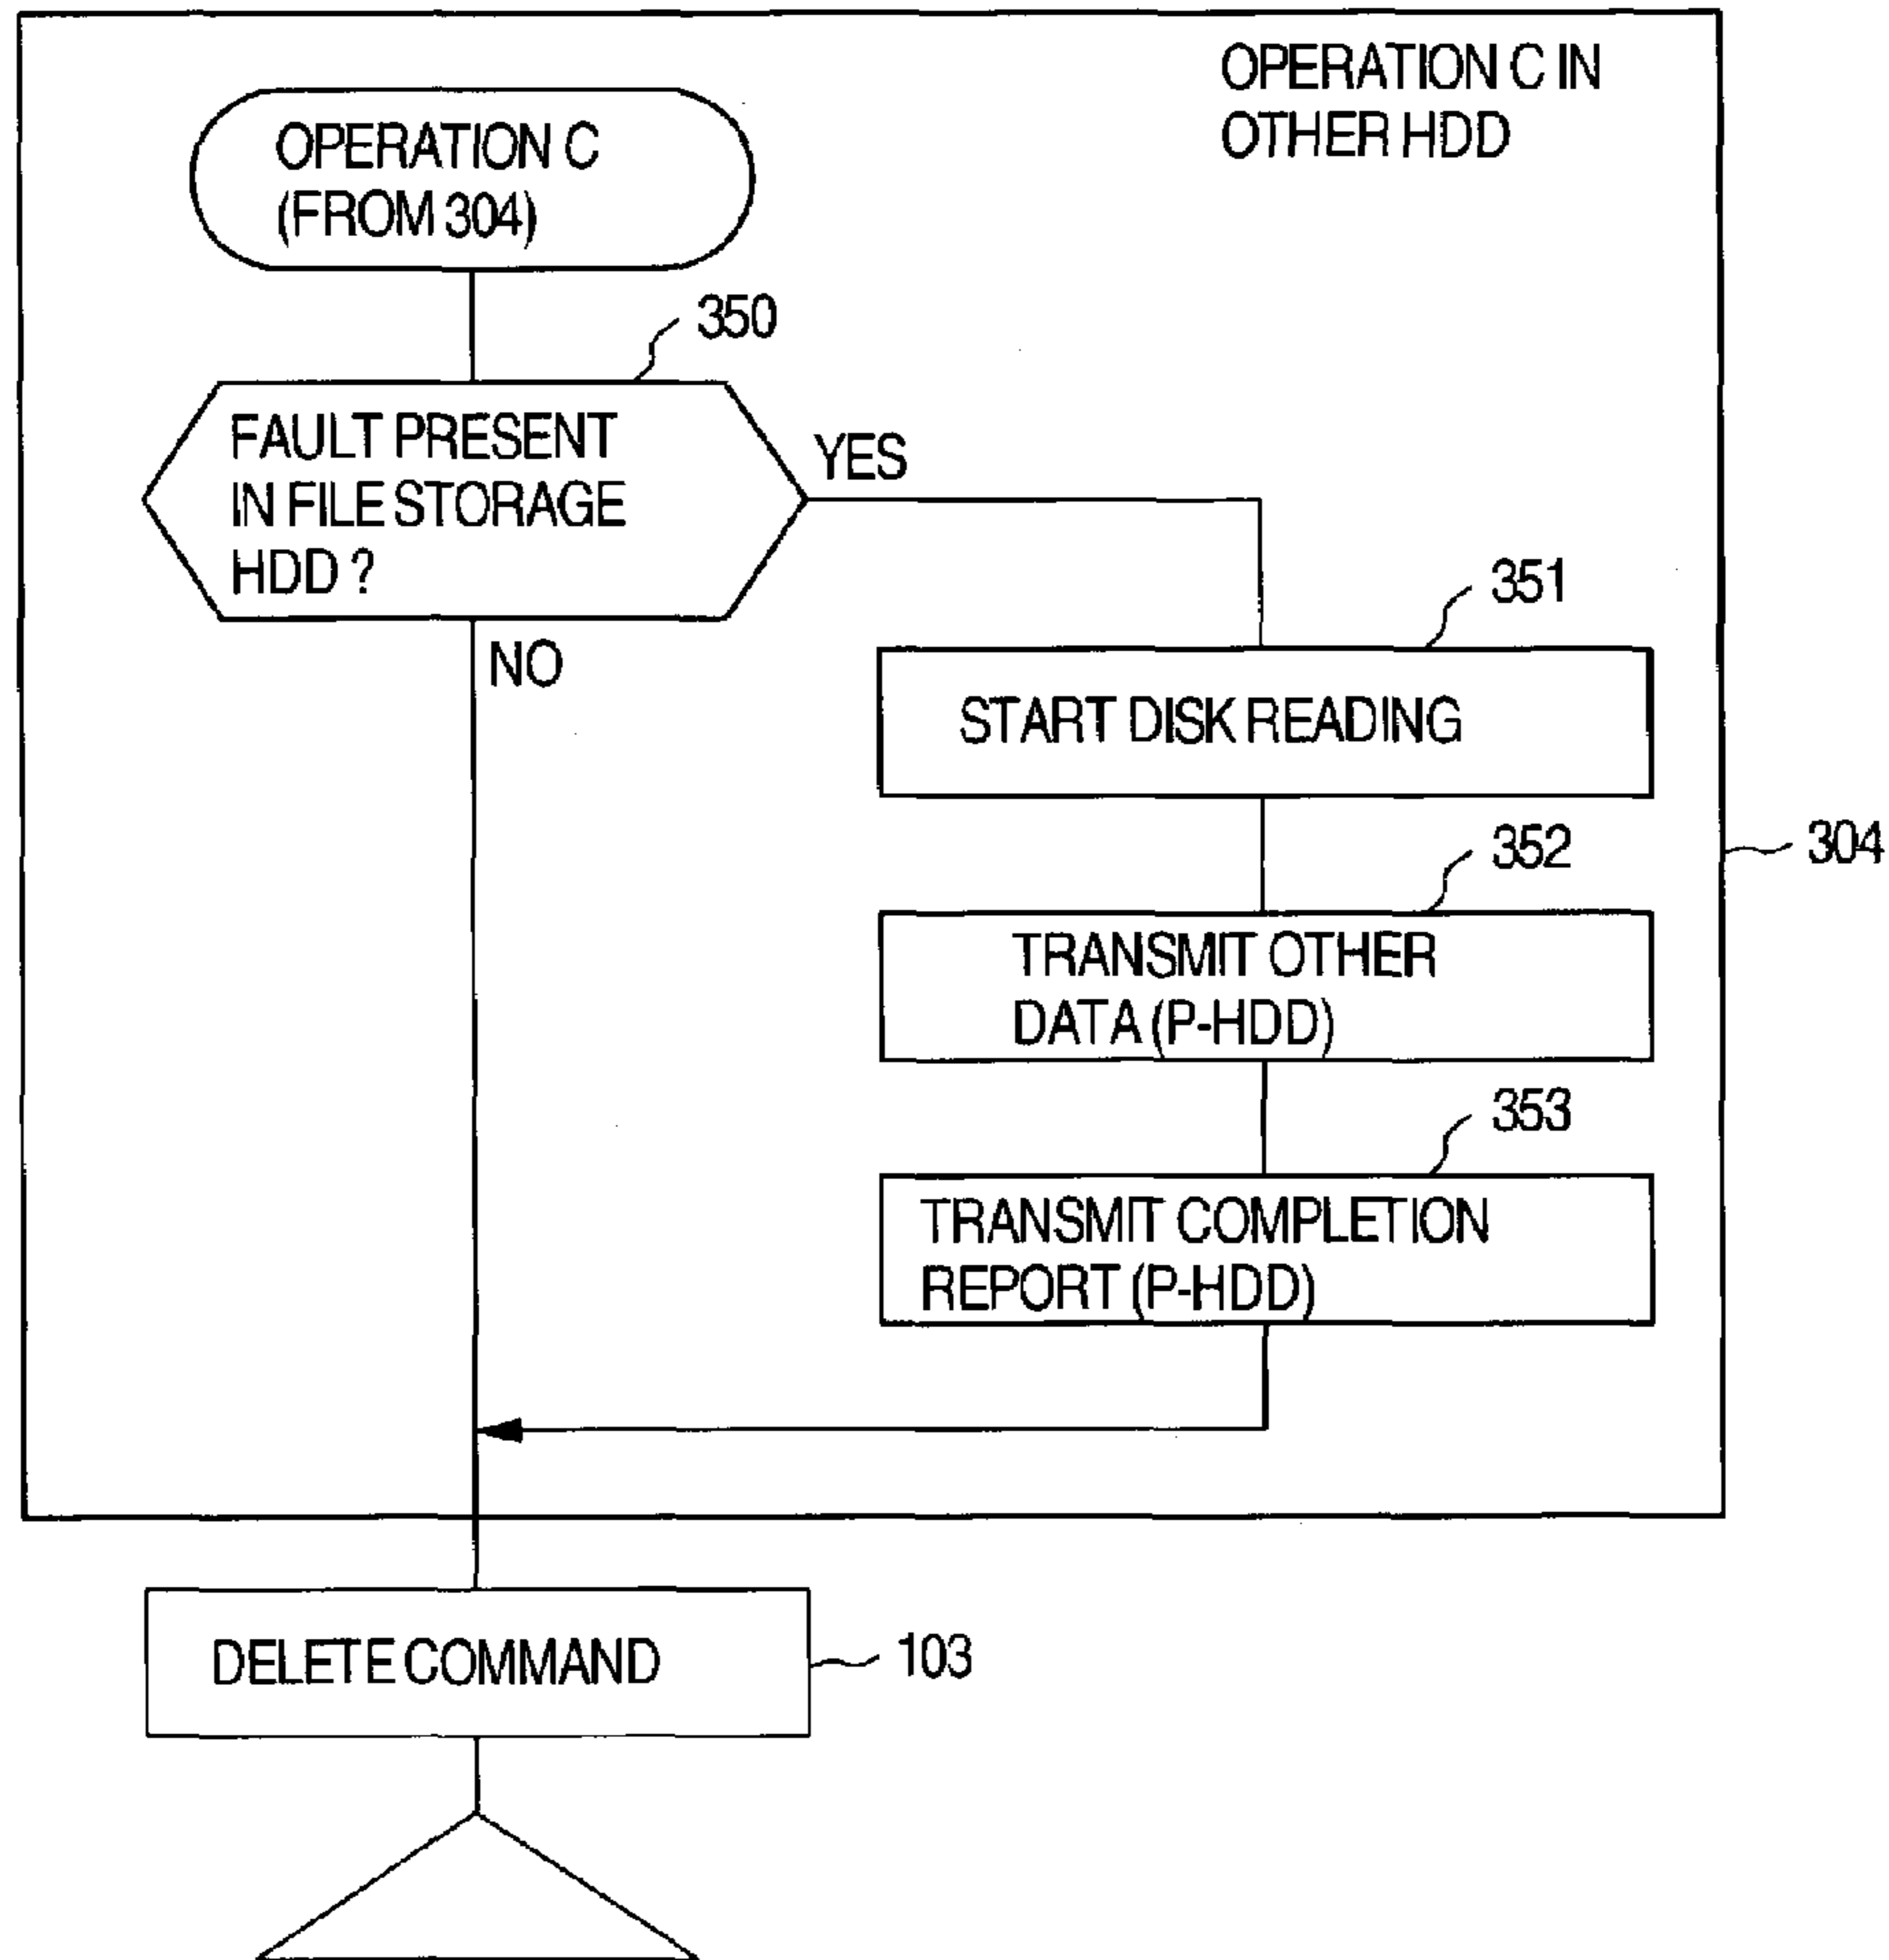 OPERATION C IN
OTHER HDD
OPERATION C
(FROM 304)
350
FAULT PRESENT
IN FILE STORAGE
HDD ?
YES
NO
351
START DISK READING
352
304
TRANSMIT OTHER
DATA (P-HDD)
353
TRANSMIT COMPLETION
REPORT (P-HDD)
DELETE COMMAND
103